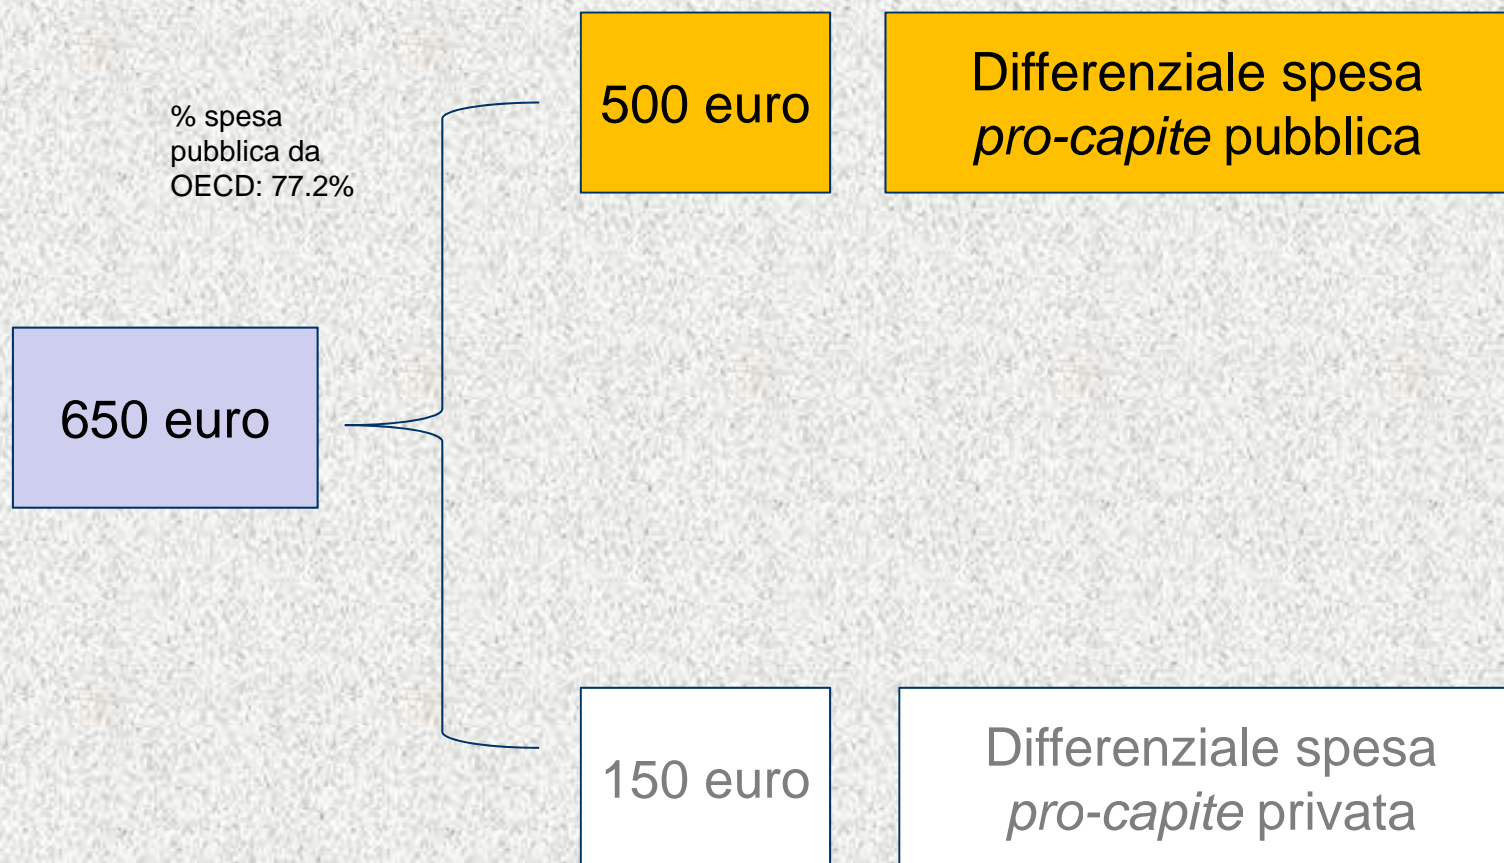 % spesa
pubblica da
OECD: 77.2%
500 euro
Differenziale spesa
pro-capite pubblica
650 euro
150 euro
Differenziale spesa
pro-capite privata